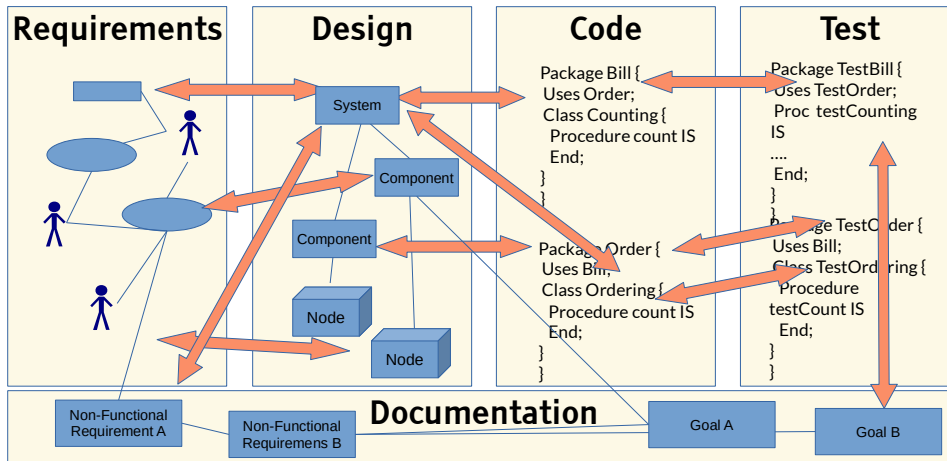 Requirements
Design
Code
Test
System
Component
Component
Node
Node
Package Bill {
Uses Order;
Class Counting {
Procedure count IS
End;
}
}
Package Order {
Uses Bill;
Class Ordering {
Procedure count IS
End;
}
}
Package TestBill {
Uses TestOrder;
Proc testCounting
IS
....
End;
}
}
Package TestOrder {
Uses Bill;
Class TestOrdering {
Procedure
testCount IS
End;
}
}
Documentation
Non-Functional
Requirement A
Non-Functional
Requiremens B
Goal A
Goal B